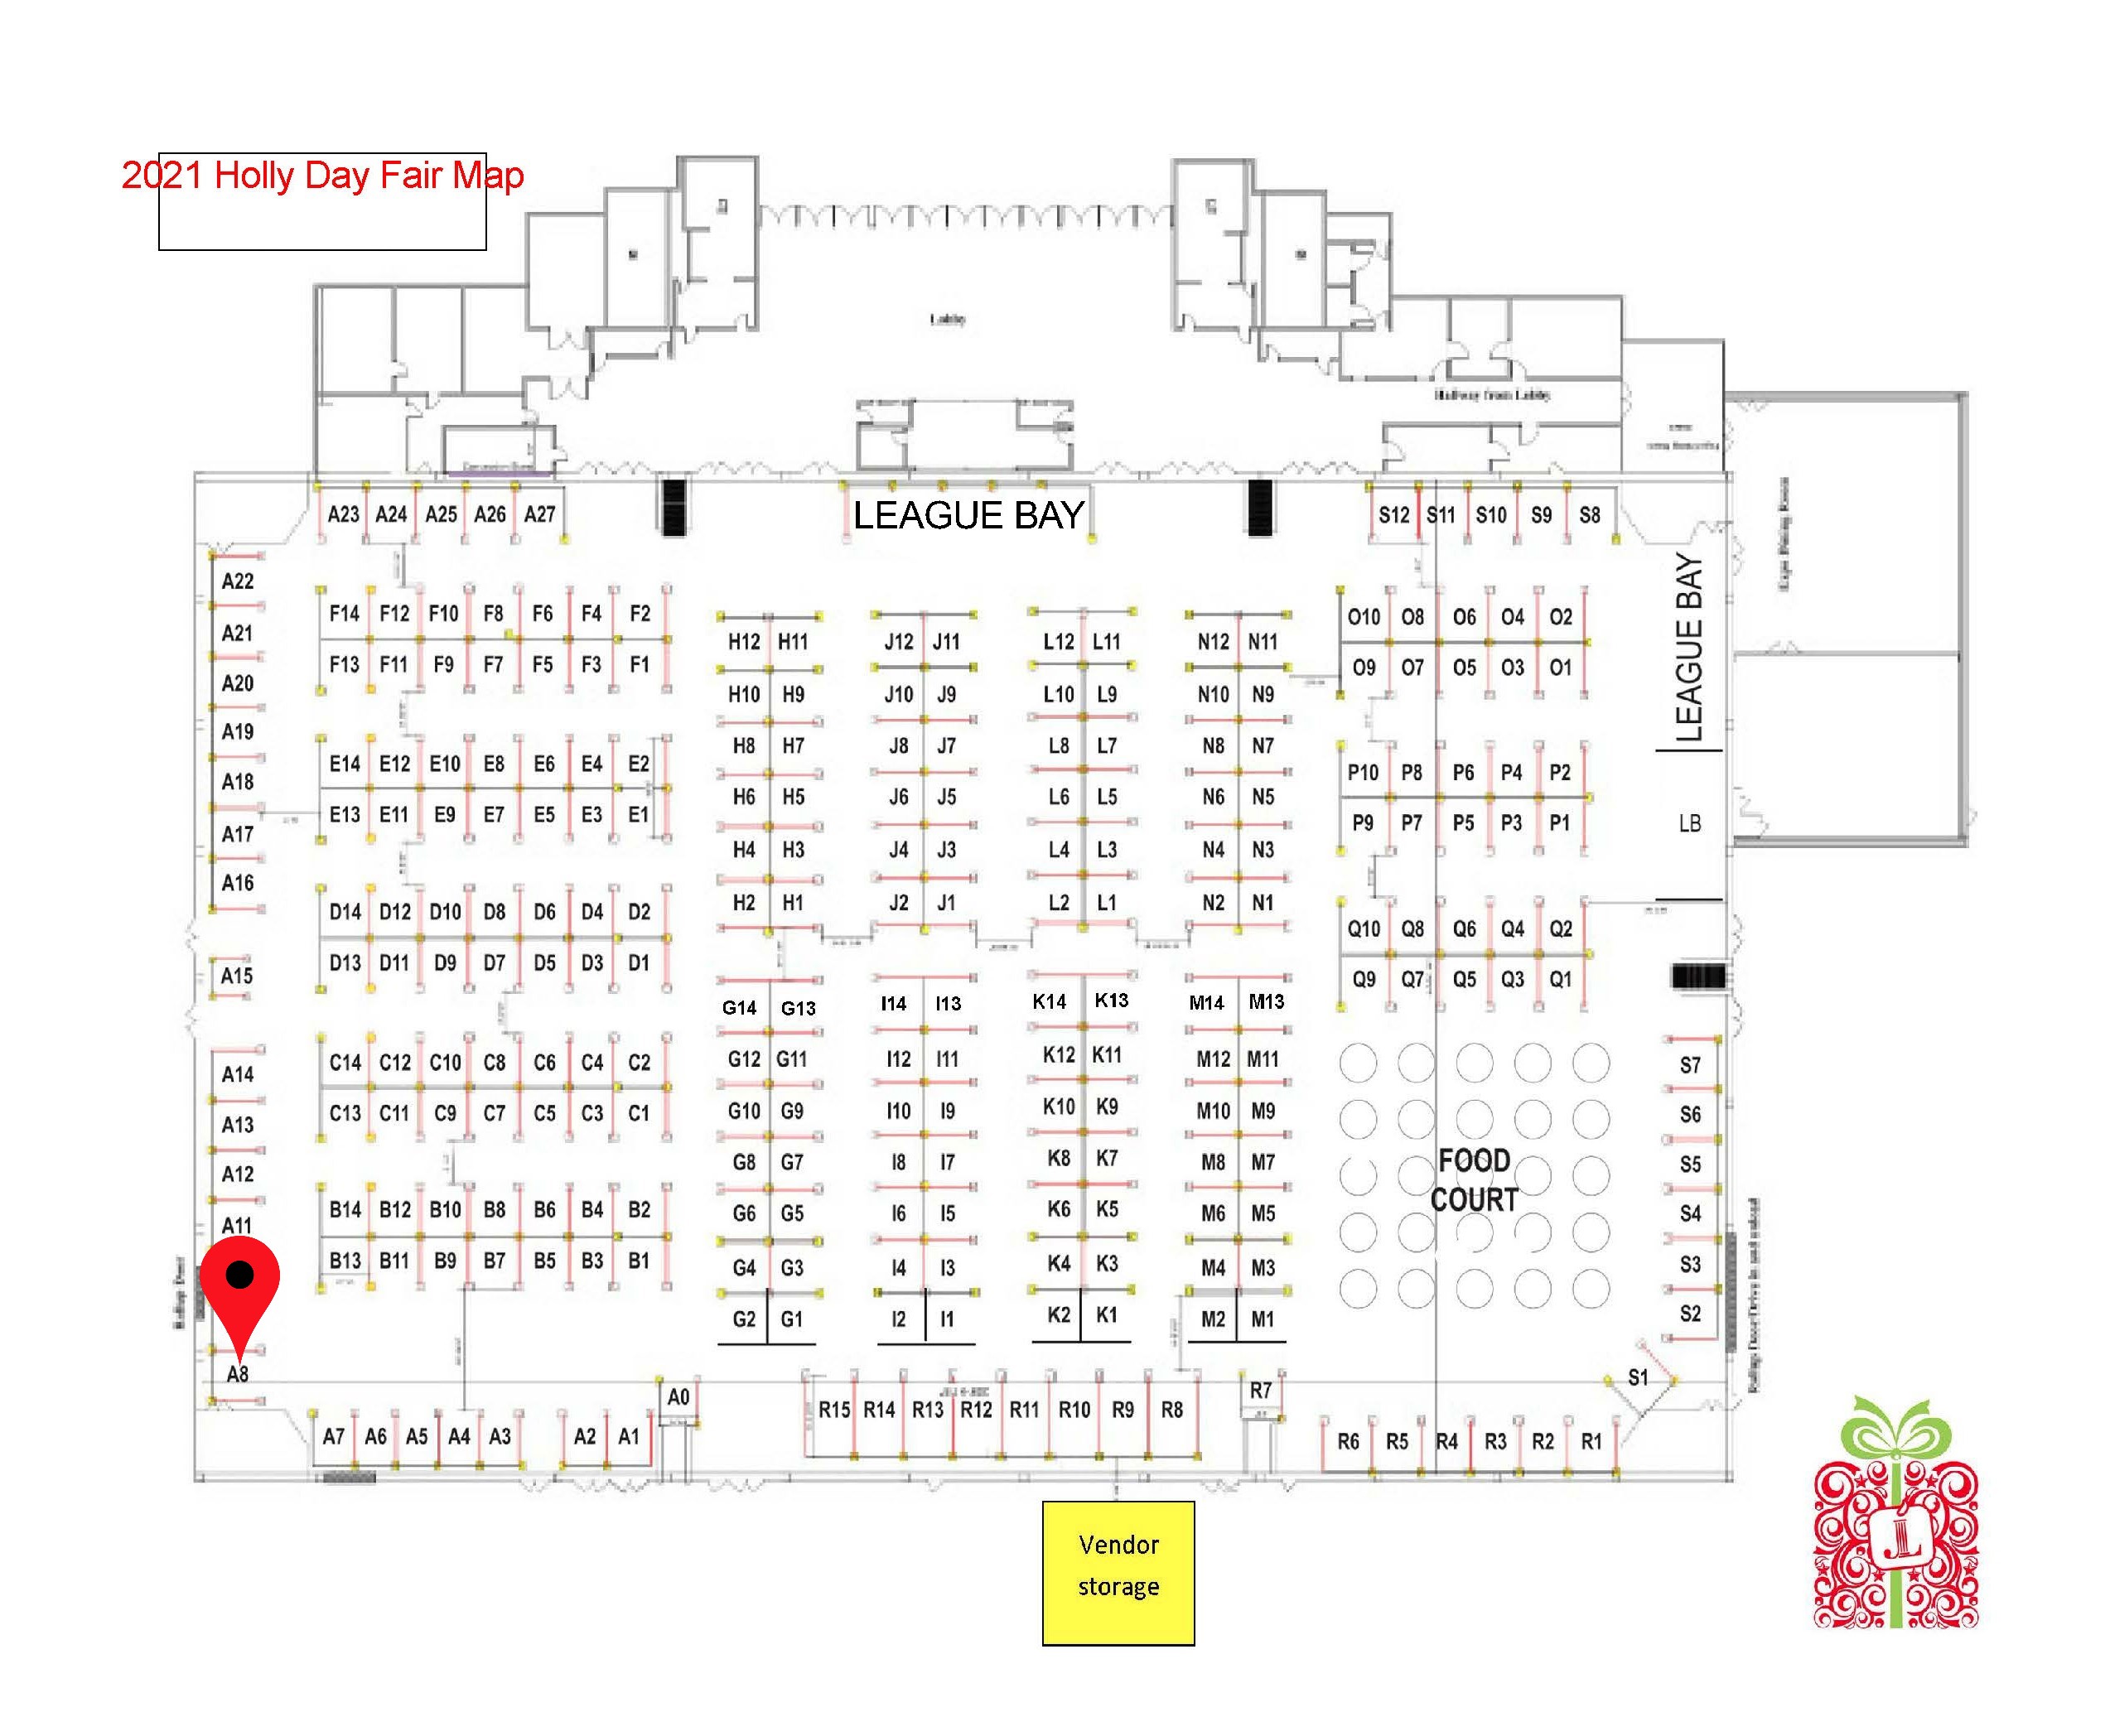 2021 Holly Day Fair Map
Lobby
Hallway from Lobby
LEAGUE BAY
A23 A24 A25 A26 A27
S12 S11 S10 S9 S8
A22
A21
A20
A19
A18
A17
A16
A15
A14
A13
A12
A11
A8
F14 F12 F10 F8 F6 F4 F2
F13 F11 F9 F7 F5 F3 F1
E14 E12 E10 E8 E6 E4 E2
E13 E11 E9 E7 E5 E3 E1
D14 D12 D10 D8 D6 D4 D2
D13 D11 D9 D7 D5 D3 D1
C14 C12 C10 C8 C6 C4 C2
C13 C11 C9 C7 C5 C3 C1
B14 B12 B10 B8 B6 B4 B2
B13 B11 B9 B7 B5 B3 B1
H12 H11 J12 J11 L12 L11 N12 N11
H10 H9 J10 J9 L10 L9 N10 N9
H8 H7 J8 J7 L8 L7 N8 N7
H6 H5 J6 J5 L6 L5 N6 N5
H4 H3 J4 J3 L4 L3 N4 N3
H2 H1 J2 J1 L2 L1 N2 N1
G14 G13 I14 I13 K14 K13 M14 M13
G12 G11 I12 I11 K12 K11 M12 M11
G10 G9 I10 I9 K10 K9 M10 M9
G8 G7 I8 I7 K8 K7 M8 M7
G6 G5 I6 I5 K6 K5 M6 M5
G4 G3 I4 I3 K4 K3 M4 M3
G2 G1 I2 I1 K2 K1 M2 M1
O10 O8 O6 O4 O2
O9 O7 O5 O3 O1
P10 P8 P6 P4 P2
P9 P7 P5 P3 P1
Q10 Q8 Q6 Q4 Q2
Q9 Q7 Q5 Q3 Q1
LEAGUE BAY
LB
FOOD
COURT
S7
S6
S5
S4
S3
S2
S1
A7 A6 A5 A4 A3 A2 A1
A0
R15 R14 R13 R12 R11 R10 R9 R8
R7
R6 R5 R4 R3 R2 R1
Vendor
storage
JL